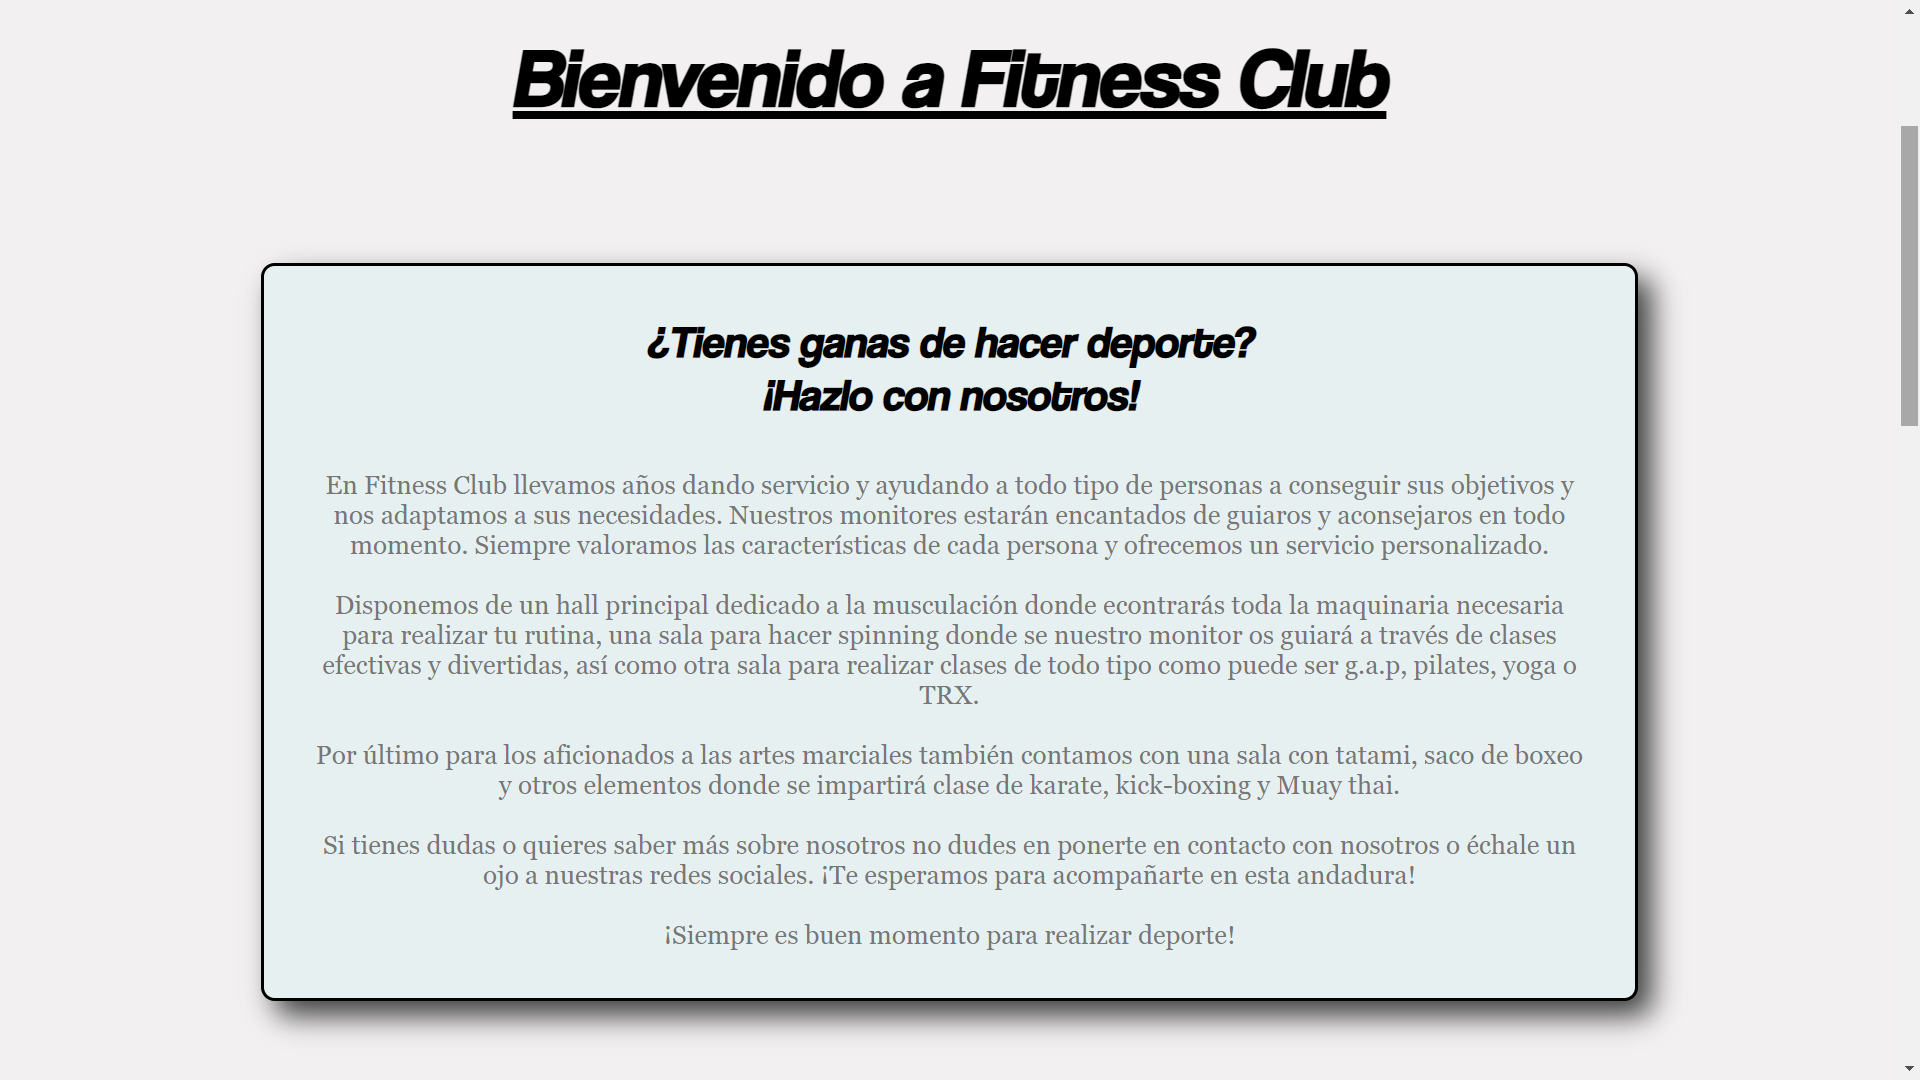 Bienvenido a Fitness Club
¿Tienes ganas de hacer deporte?
¡Hazlo con nosotros!
En Fitness Club llevamos años dando servicio y ayudando a todo tipo de personas a conseguir sus objetivos y
nos adaptamos a sus necesidades. Nuestros monitores estarán encantados de guiaros y aconsejaros en todo
momento. Siempre valoramos las características de cada persona y ofrecemos un servicio personalizado.
Disponemos de un hall principal dedicado a la musculación donde econtrarás toda la maquinaria necesaria
para realizar tu rutina, una sala para hacer spinning donde se nuestro monitor os guiará a través de clases
efectivas y divertidas, así como otra sala para realizar clases de todo tipo como puede ser g.a.p, pilates, yoga o
TRX.
Por último para los aficionados a las artes marciales también contamos con una sala con tatami, saco de boxeo
y otros elementos donde se impartirá clase de karate, kick-boxing y Muay thai.
Si tienes dudas o quieres saber más sobre nosotros no dudes en ponerte en contacto con nosotros o échale un
ojo a nuestras redes sociales. ¡Te esperamos para acompañarte en esta andadura!
¡Siempre es buen momento para realizar deporte!